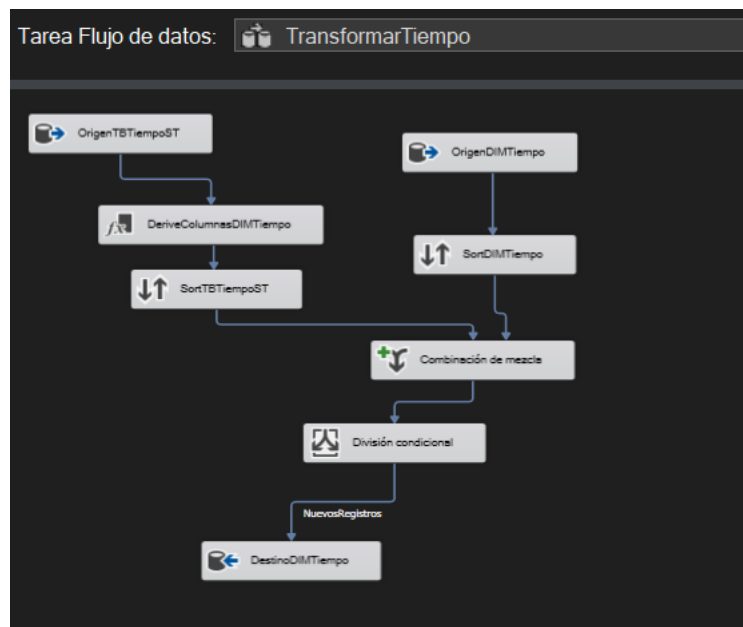 Tarea Flujo de datos: TransformarTiempo
OrigenTBTiempoST
OrigenDIMTiempo
DeriveColumnasDIMTiempo
SortDIMTiempo
SortTBTiempoST
Combinación de mezcla
División condicional
NuevosRegistros
DestinoDIMTiempo